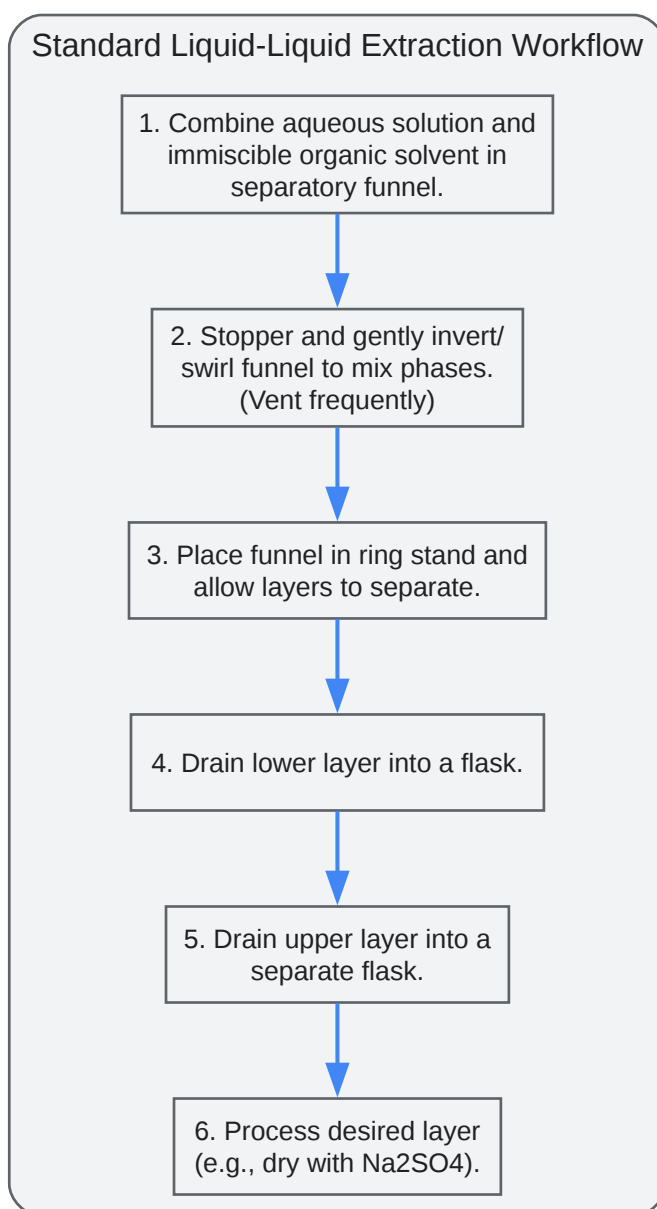 Standard Liquid-Liquid Extraction Workflow
1. Combine aqueous solution and
immiscible organic solvent in
separatory funnel.
2. Stopper and gently invert/
swirl funnel to mix phases.
(Vent frequently)
3. Place funnel in ring stand and
allow layers to separate.
4. Drain lower layer into a flask.
5. Drain upper layer into a
separate flask.
6. Process desired layer
(e.g., dry with Na2SO4).